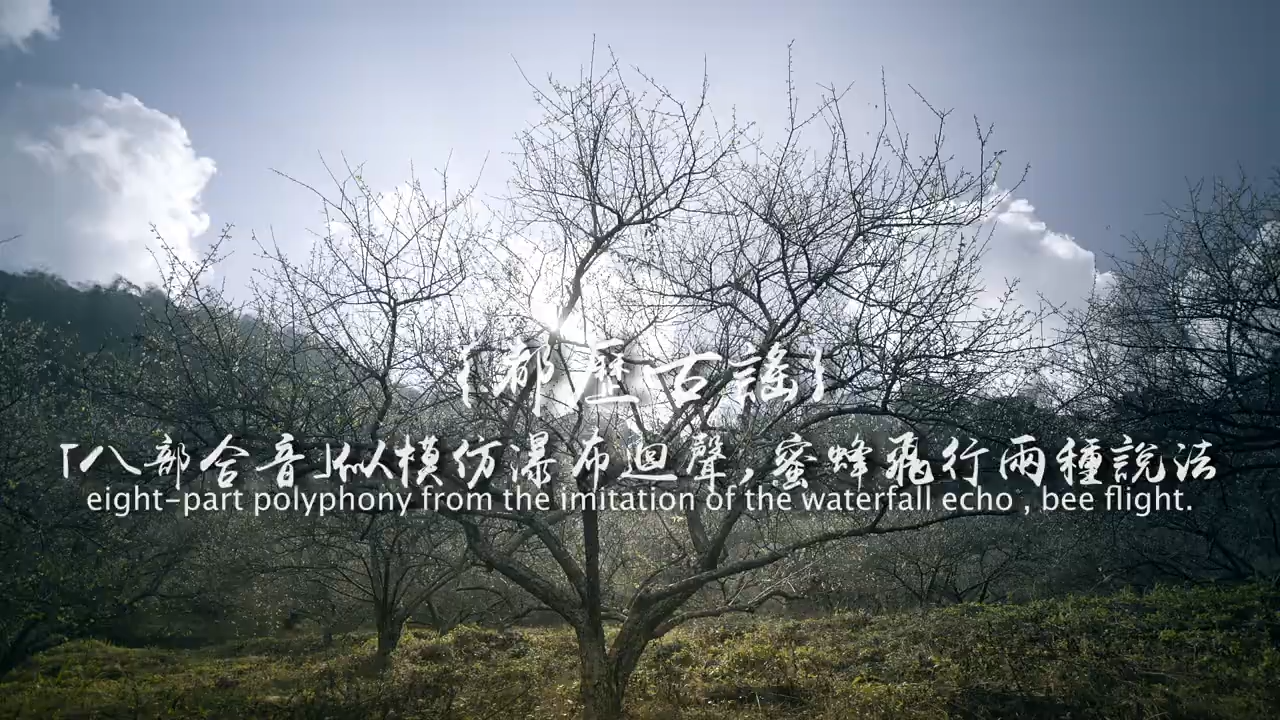 {都歷古謠}
「八部合音」似模仿瀑布迴聲,蜜蜂飛行兩種說法
eight-part polyphony from the imitation of the waterfall echo , bee flight.